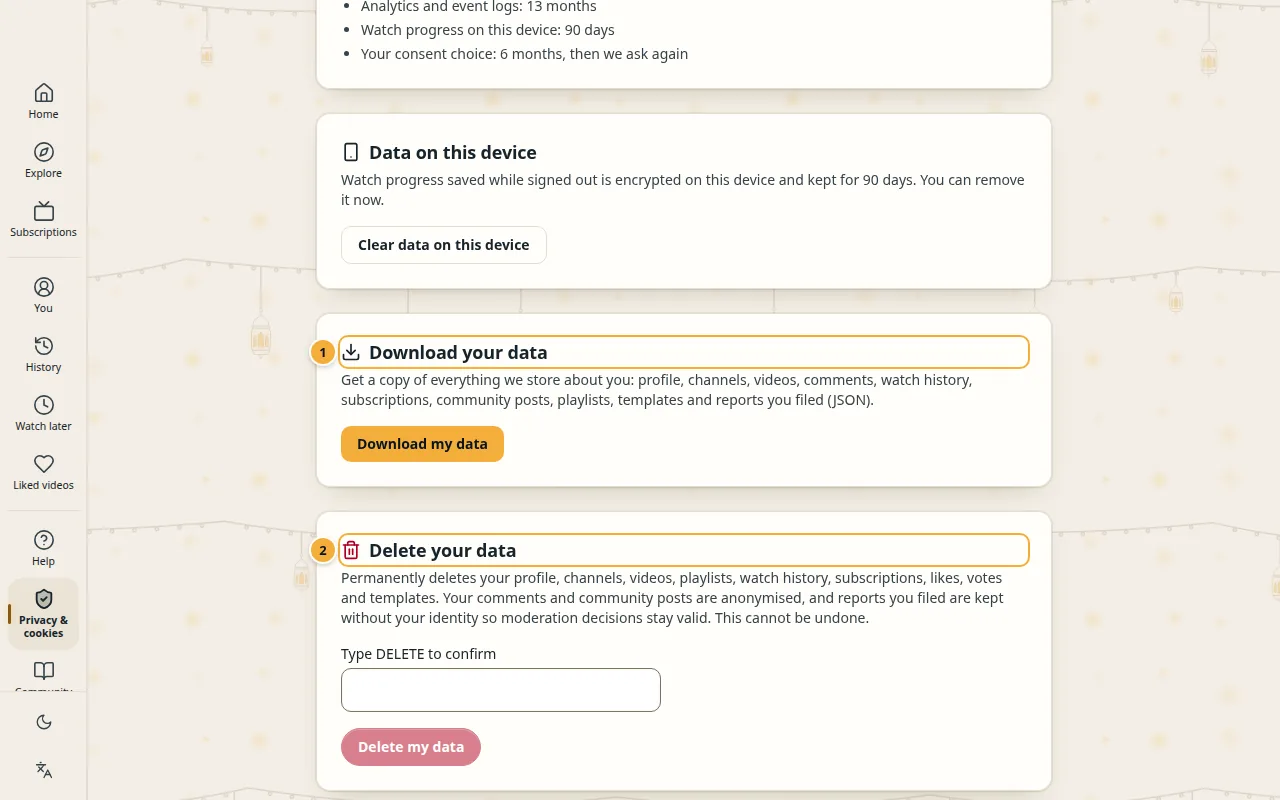 Analytics and event logs: 13 months
Watch progress on this device: 90 days
Your consent choice: 6 months, then we ask again
Home
Explore
Subscriptions
You
History
Watch later
Liked videos
Help
Privacy &
cookies
Community
Data on this device
Watch progress saved while signed out is encrypted on this device and kept for 90 days. You can remove
it now.
Clear data on this device
1
Download your data
Get a copy of everything we store about you: profile, channels, videos, comments, watch history,
subscriptions, community posts, playlists, templates and reports you filed (JSON).
Download my data
2
Delete your data
Permanently deletes your profile, channels, videos, playlists, watch history, subscriptions, likes, votes
and templates. Your comments and community posts are anonymised, and reports you filed are kept
without your identity so moderation decisions stay valid. This cannot be undone.
Type DELETE to confirm
Delete my data